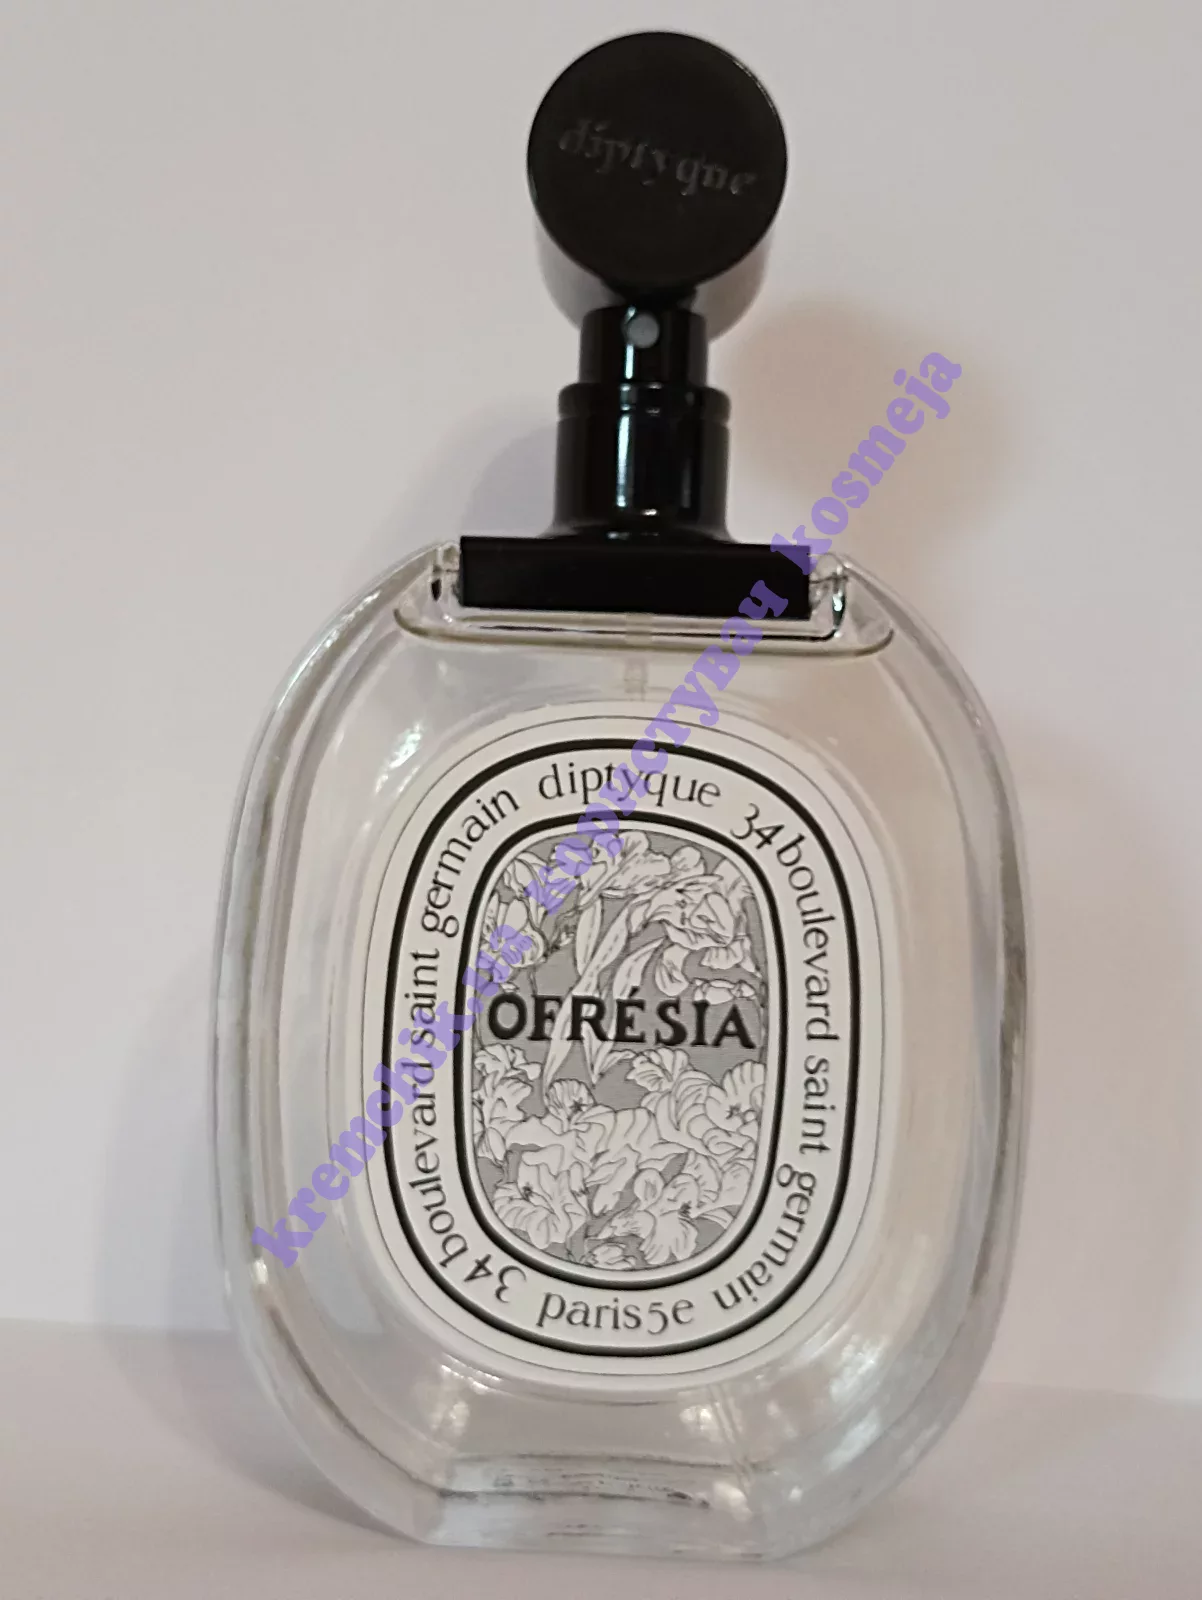 diptyque
diptyque 34 boulevard saint germain paris5e 34 boulevard saint germain
OFRÉSIA
kremchik.ua користувач kosmeja